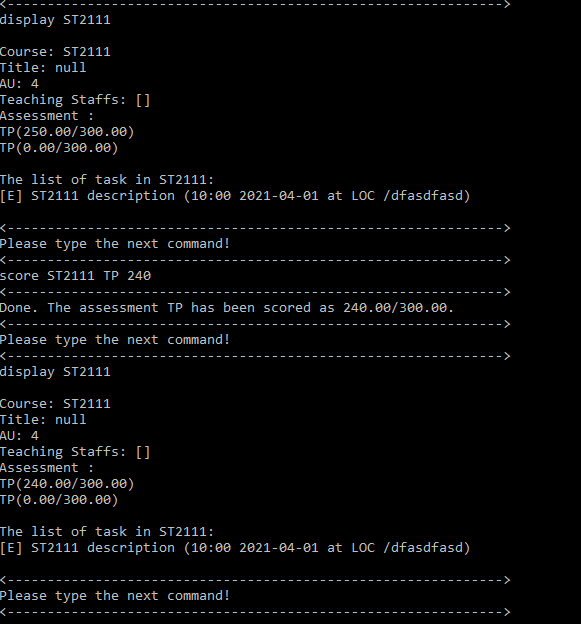 <-------------------------------------------------------------->
display ST2111
Course: ST2111
Title: null
AU: 4
Teaching Staffs: []
Assessment :
TP(250.00/300.00)
TP(0.00/300.00)
The list of task in ST2111:
[E] ST2111 description (10:00 2021-04-01 at LOC /dfasdfasd)
<-------------------------------------------------------------->
Please type the next command!
<-------------------------------------------------------------->
score ST2111 TP 240
<-------------------------------------------------------------->
Done. The assessment TP has been scored as 240.00/300.00.
<-------------------------------------------------------------->
Please type the next command!
<-------------------------------------------------------------->
display ST2111
Course: ST2111
Title: null
AU: 4
Teaching Staffs: []
Assessment :
TP(240.00/300.00)
TP(0.00/300.00)
The list of task in ST2111:
[E] ST2111 description (10:00 2021-04-01 at LOC /dfasdfasd)
<-------------------------------------------------------------->
Please type the next command!
<-------------------------------------------------------------->